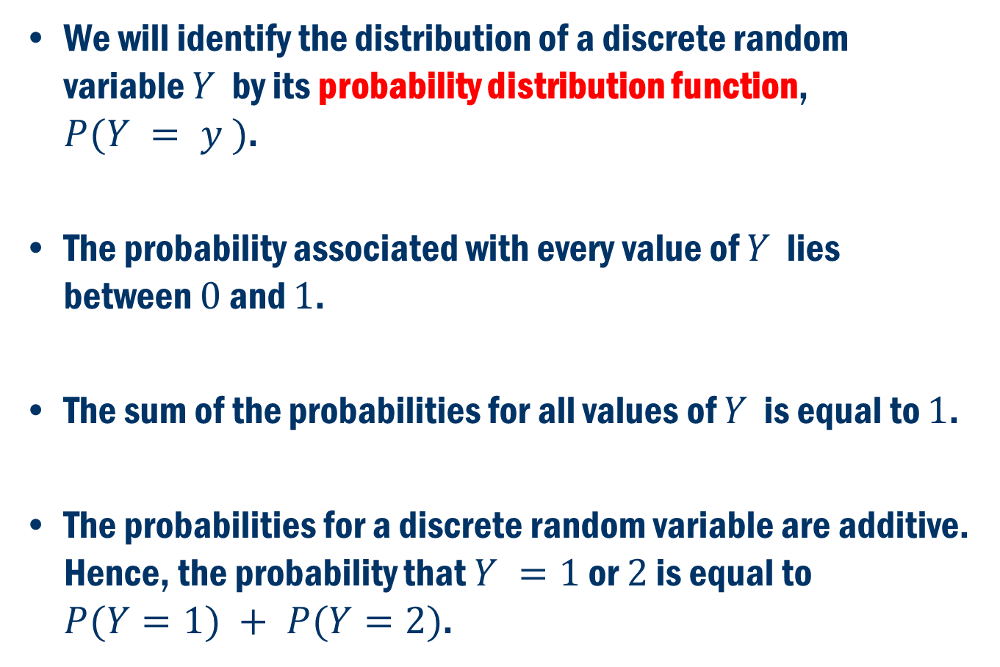 • We will identify the distribution of a discrete random
variable Y by its probability distribution function,
P(Y = y ).
• The probability associated with every value of Y lies
between 0 and 1.
• The sum of the probabilities for all values of Y is equal to 1.
• The probabilities for a discrete random variable are additive.
Hence, the probability that Y = 1 or 2 is equal to
P(Y = 1) + P(Y = 2).